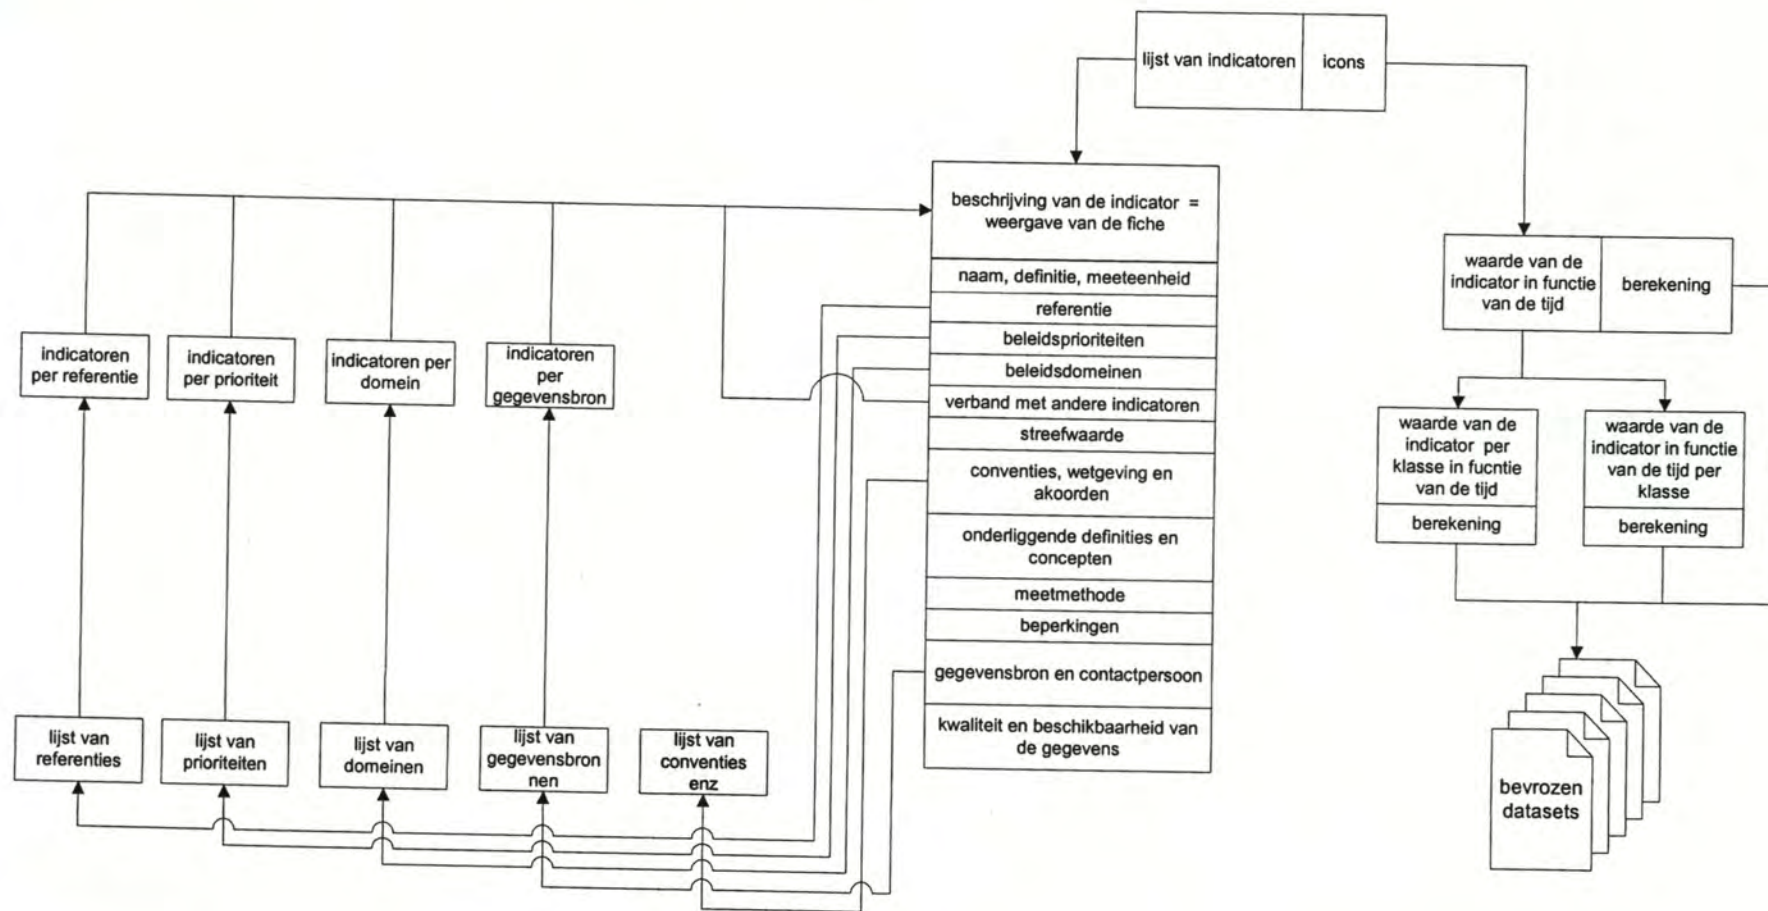 lijst van indicatoren
icons
beschrijving van de indicator =
weergave van de fiche
naam, definitie, meeteenheid
referentie
beleidsprioriteiten
beleidsdomeinen
verband met andere indicatoren
streefwaarde
conventies, wetgeving en
akoorden
onderliggende definities en
concepten
meetmethode
beperkingen
gegevensbron en contactpersoon
kwaliteit en beschikbaarheid van
de gegevens
indicatoren
per referentie
indicatoren
per prioriteit
indicatoren per
domein
indicatoren
per
gegevensbron
lijst van
referenties
lijst van
prioriteiten
lijst van
domeinen
lijst van
gegevensbron
nen
lijst van
conventies
enz
waarde van de
indicator in functie
van de tijd
berekening
waarde van de
indicator per
klasse in fucntie
van de tijd
berekening
waarde van de
indicator in functie
van de tijd per
klasse
berekening
bevrozen
datasets